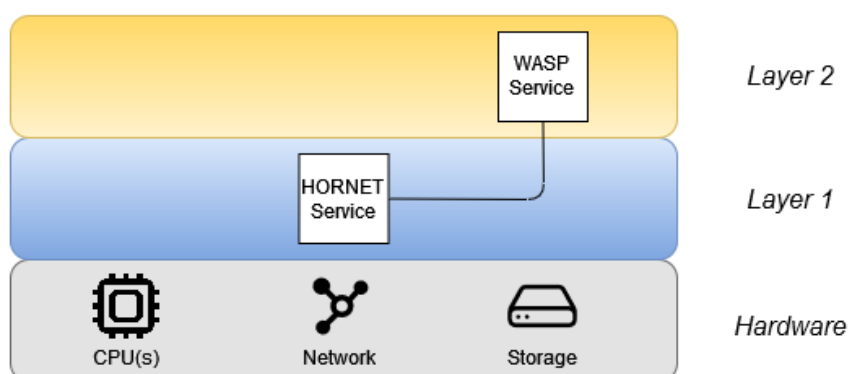 WASP
Service
Layer 2
HORNET
Service
Layer 1
Hardware
CPU(s)
Network
Storage